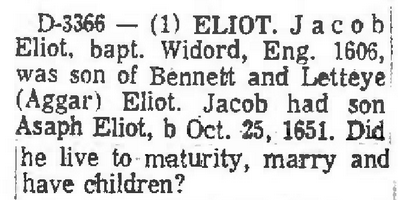 D-3366 — (1) ELIOT. Jacob
Eliot, bapt. Widord, Eng. 1606,
was son of Bennett and Letteye
(Aggar) Eliot. Jacob had son
Asaph Eliot, b Oct. 25, 1651. Did
he live to maturity, marry and
have children?